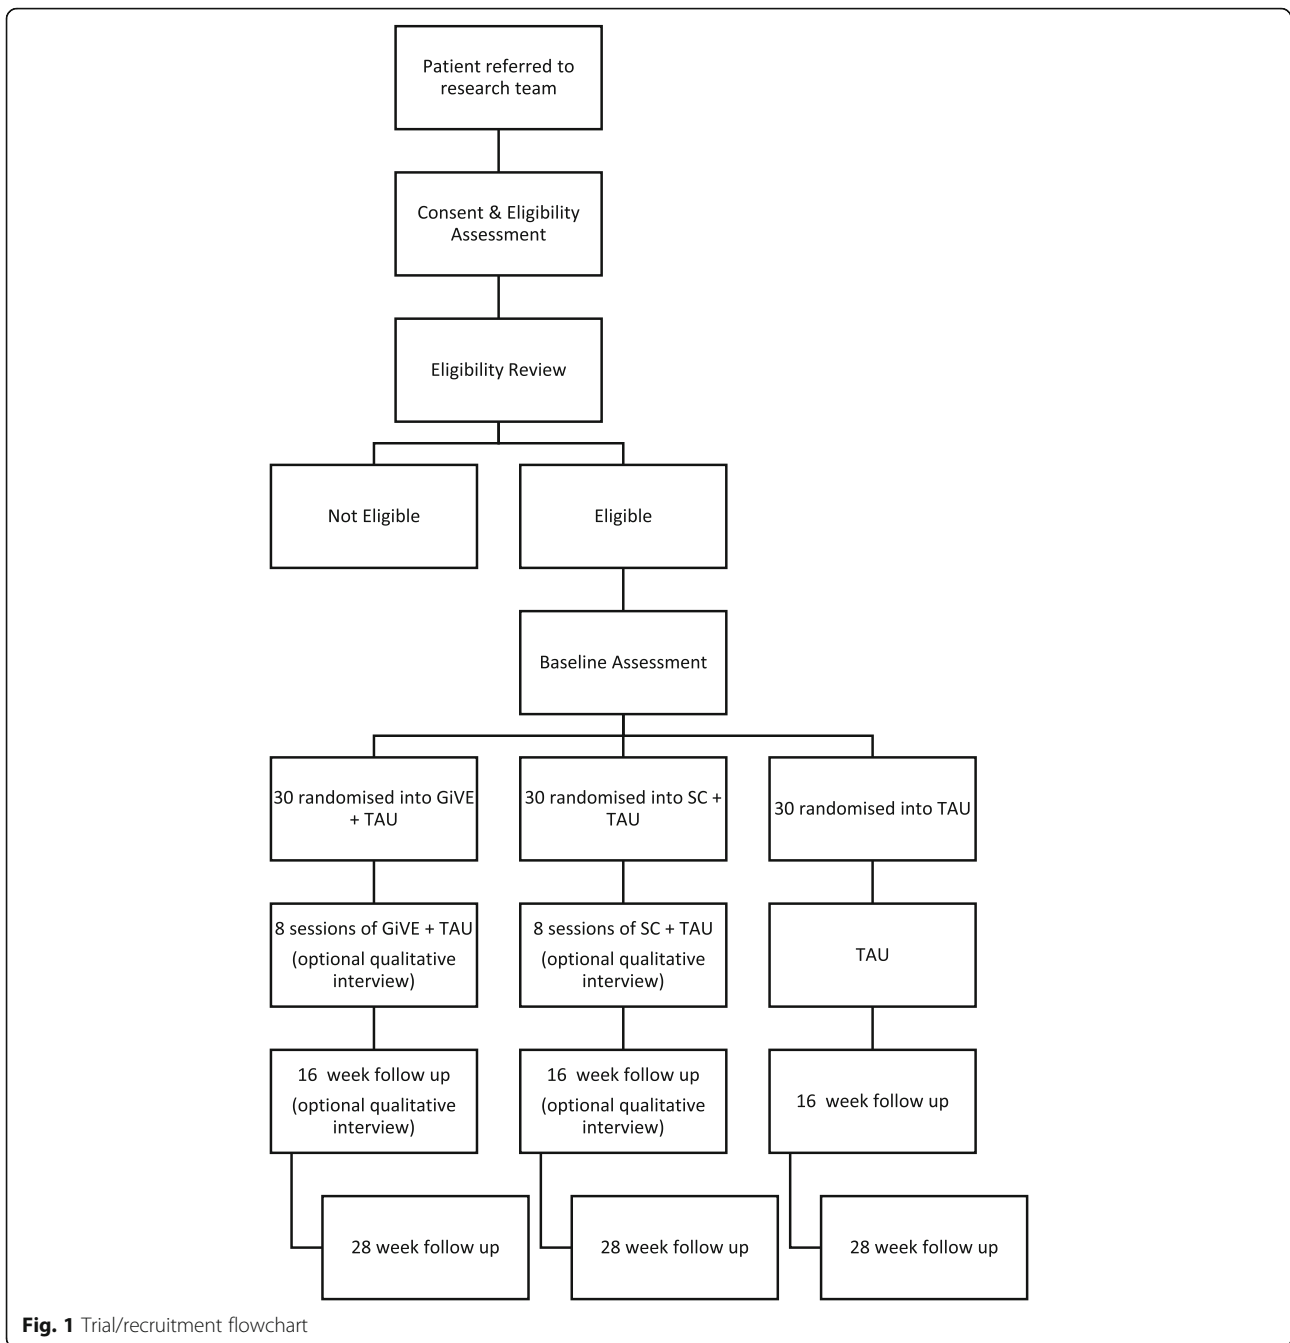 Patient referred to
research team
Consent & Eligibility
Assessment
Eligibility Review
Not Eligible
Eligible
Baseline Assessment
30 randomised into GiVE
+ TAU
30 randomised into SC +
TAU
30 randomised into TAU
8 sessions of GiVE + TAU
(optional qualitative
interview)
8 sessions of SC + TAU
(optional qualitative
interview)
TAU
16 week follow up
(optional qualitative
interview)
16 week follow up
(optional qualitative
interview)
16 week follow up
28 week follow up
28 week follow up
28 week follow up
Fig. 1 Trial/recruitment flowchart